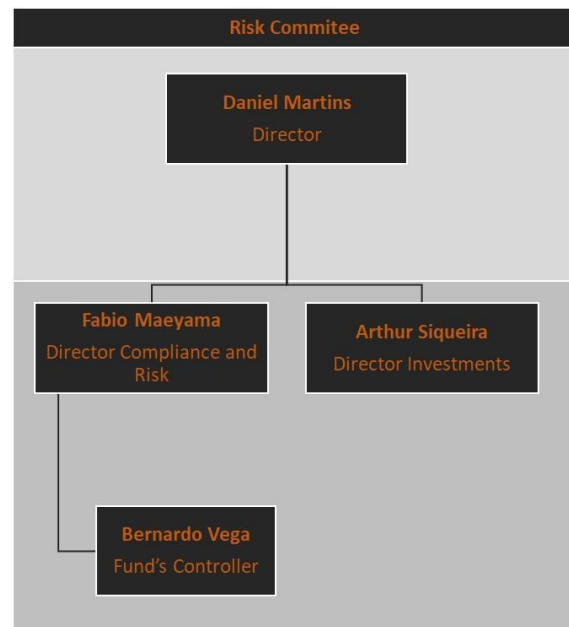 Risk Commitee
Daniel Martins
Director
Fabio Maeyama
Director Compliance and
Risk
Arthur Siqueira
Director Investments
Bernardo Vega
Fund’s Controller